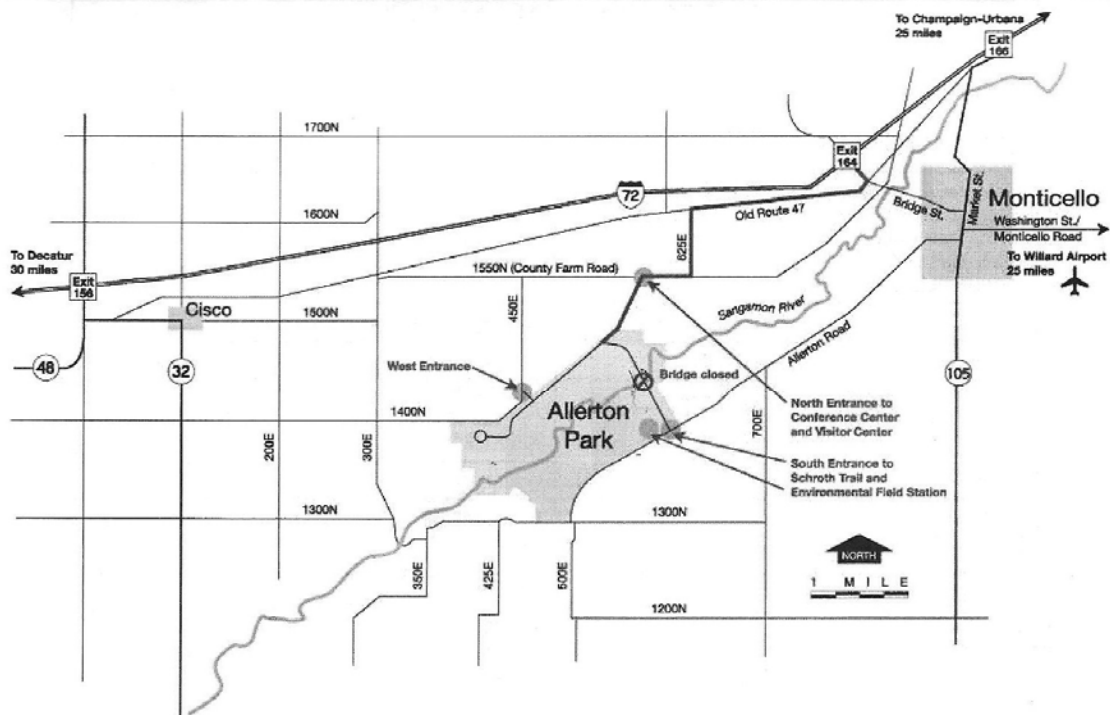 To Champaign-Urbana
25 miles
Exit
166
1700N
Exit
164
72
Monticello
Market St.
1600N
Bridge St.
Old Route 47
Washington St./
Monticello Road
To Decatur
30 miles
625E
To Willard Airport
25 miles
1550N (County Farm Road)
Exit
156
Cisco
450E
1500N
Sangamon River
Allerton Road
48
32
West Entrance
Bridge closed
105
North Entrance to
Conference Center
and Visitor Center
1400N
Allerton
Park
200E
300E
700E
South Entrance to
Schroth Trail and
Environmental Field Station
1300N
1300N
NORTH
350E
425E
500E
1 MILE
1200N